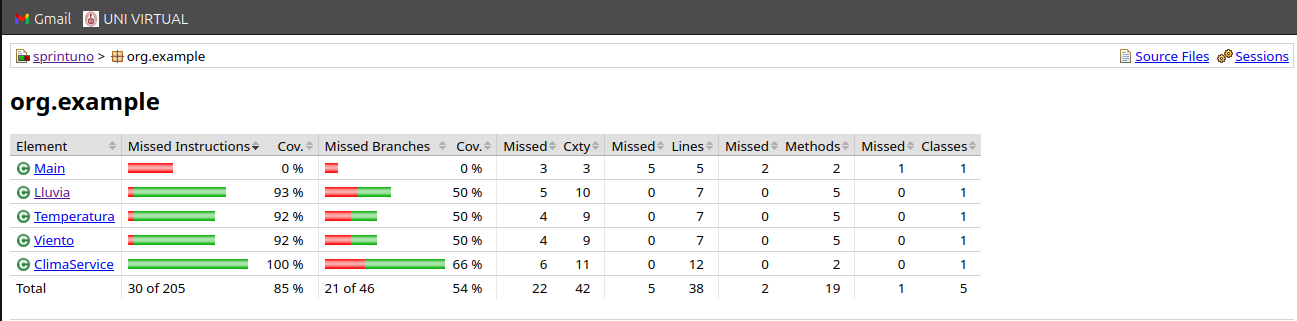 Gmail UNI VIRTUAL
sprintuno > org.example Source Files Sessions
org.example
Element Missed Instructions Cov. Missed Branches Cov. Missed Cxty Missed Lines Missed Methods Missed Classes
Main 0 % 0 % 3 3 5 5 2 2 1 1
Lluvia 93 % 50 % 5 10 0 7 0 5 0 1
Temperatura 92 % 50 % 4 9 0 7 0 5 0 1
Viento 92 % 50 % 4 9 0 7 0 5 0 1
ClimaService 100 % 66 % 6 11 0 12 0 2 0 1
Total 30 of 205 85 % 21 of 46 54 % 22 42 5 38 2 19 1 5